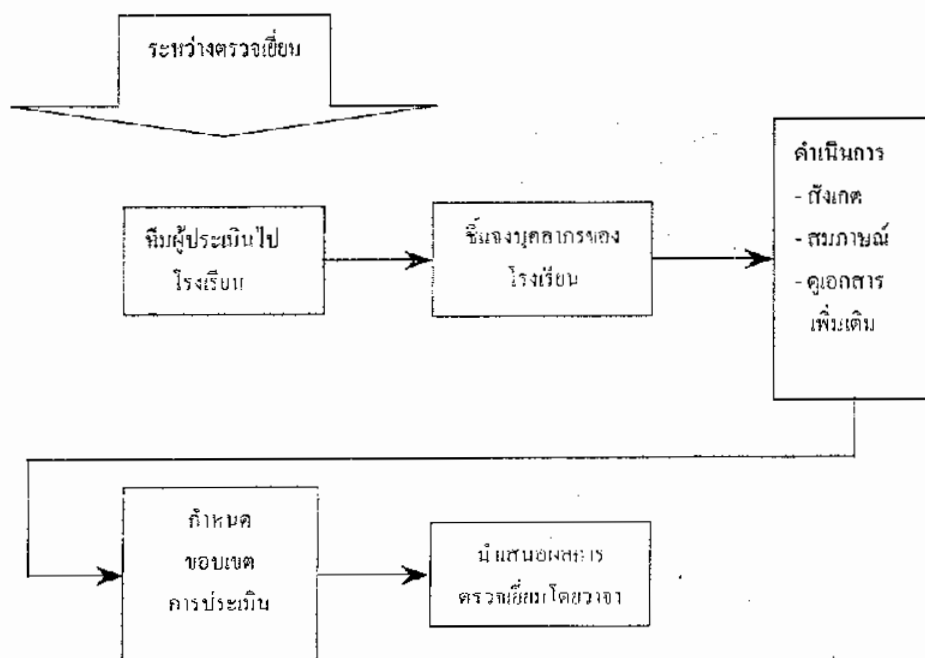 ระหว่างตรวจเยี่ยม
ทีมผู้ประเมินไป
โรงเรียน
ชี้แจงบุคลากรของ
โรงเรียน
ดำเนินการ
- สังเกต
- สมภาษณ์
- ดูเอกสาร
เพิ่มเติม
กำหนด
ขอบเขต
การประเมิน
นำเสนอผลการ
ตรวจเยี่ยมโดยวาจา